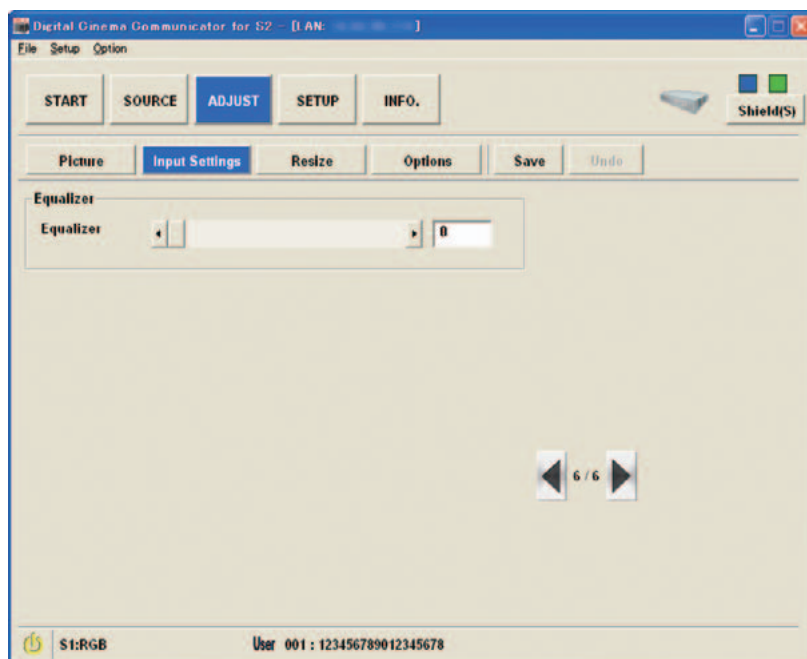 Digital Cinema Communicator for S2 - [LAN: ]
File Setup Option
START SOURCE ADJUST SETUP INFO.
Shield(S)
Picture Input Settings Resize Options Save Undo
Equalizer
Equalizer 0
6 / 6
S1:RGB User 001 : 123456789012345678